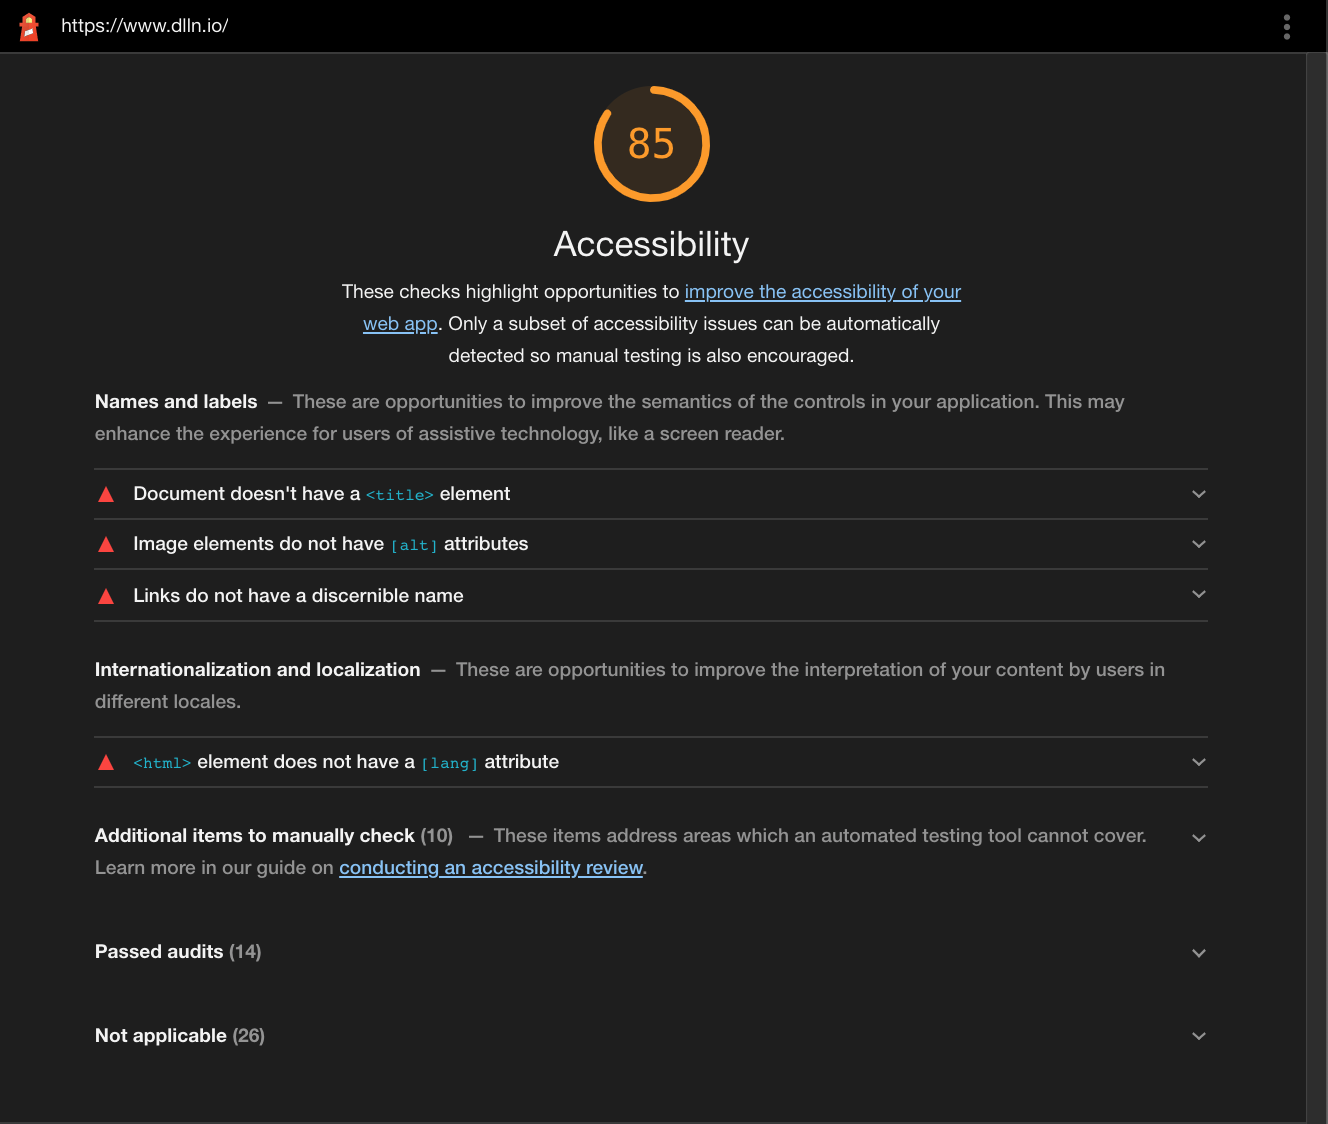 https://www.dlln.io/
85
Accessibility
These checks highlight opportunities to improve the accessibility of your
web app. Only a subset of accessibility issues can be automatically
detected so manual testing is also encouraged.
Names and labels — These are opportunities to improve the semantics of the controls in your application. This may
enhance the experience for users of assistive technology, like a screen reader.
Document doesn't have a <title> element
Image elements do not have [alt] attributes
Links do not have a discernible name
Internationalization and localization — These are opportunities to improve the interpretation of your content by users in
different locales.
<html> element does not have a [lang] attribute
Additional items to manually check (10) — These items address areas which an automated testing tool cannot cover.
Learn more in our guide on conducting an accessibility review.
Passed audits (14)
Not applicable (26)